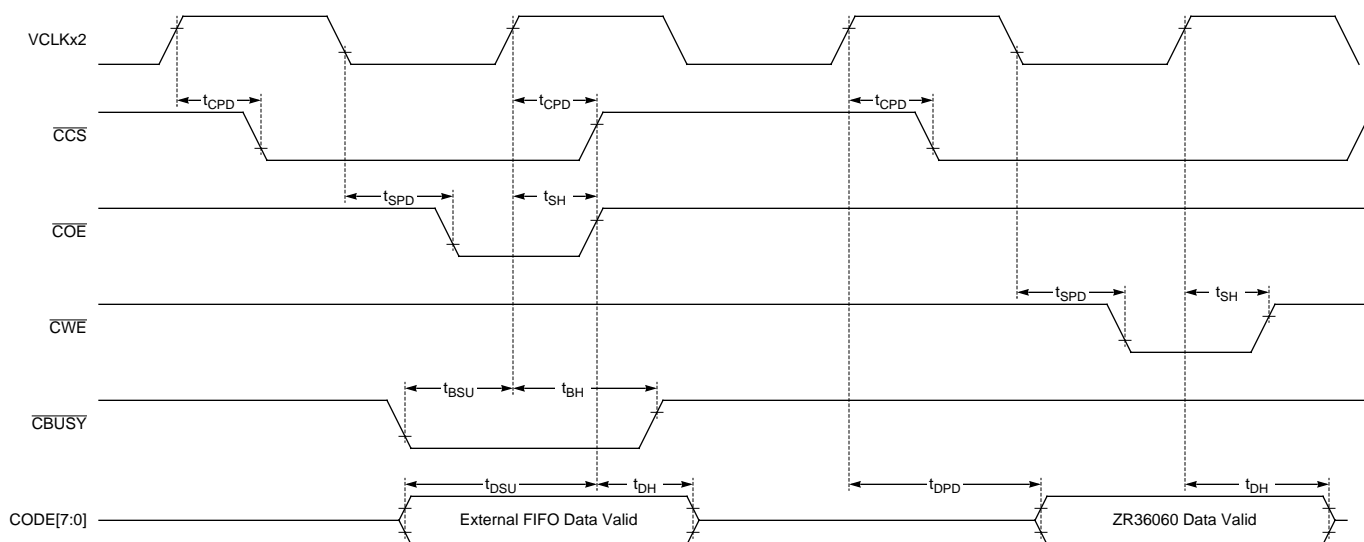 VCLKx2
tCPD tCPD tCPD
CCS
tSPD tSH
COE
tSPD tSH
CWE
tBSU tBH
CBUSY
tDSU tDH tDPD tDH
CODE[7:0] External FIFO Data Valid ZR36060 Data Valid